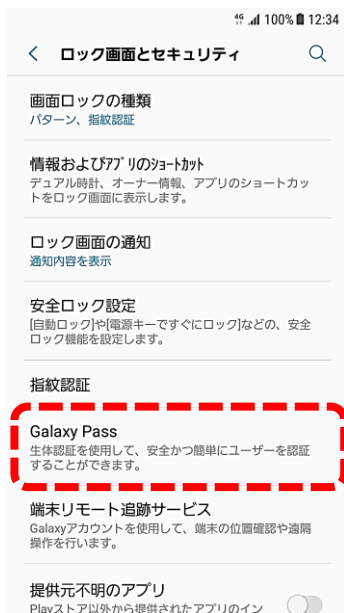 4G 100% 12:34
ロック画面とセキュリティ
画面ロックの種類
パターン、指紋認証
情報およびｱﾌﾟﾘのｼｮｰﾄｶｯﾄ
デュアル時計、オーナー情報、アプリのショートカッ
トをロック画面に表示します。
ロック画面の通知
通知内容を表示
安全ロック設定
[自動ロック]や[電源キーですぐにロック]などの、安全
ロック機能を設定します。
指紋認証
Galaxy Pass
生体認証を使用して、安全かつ簡単にユーザーを認証
することができます。
端末リモート追跡サービス
Galaxyアカウントを使用して、端末の位置確認や遠隔
操作を行います。
提供元不明のアプリ
Playストア以外から提供されたアプリのイン